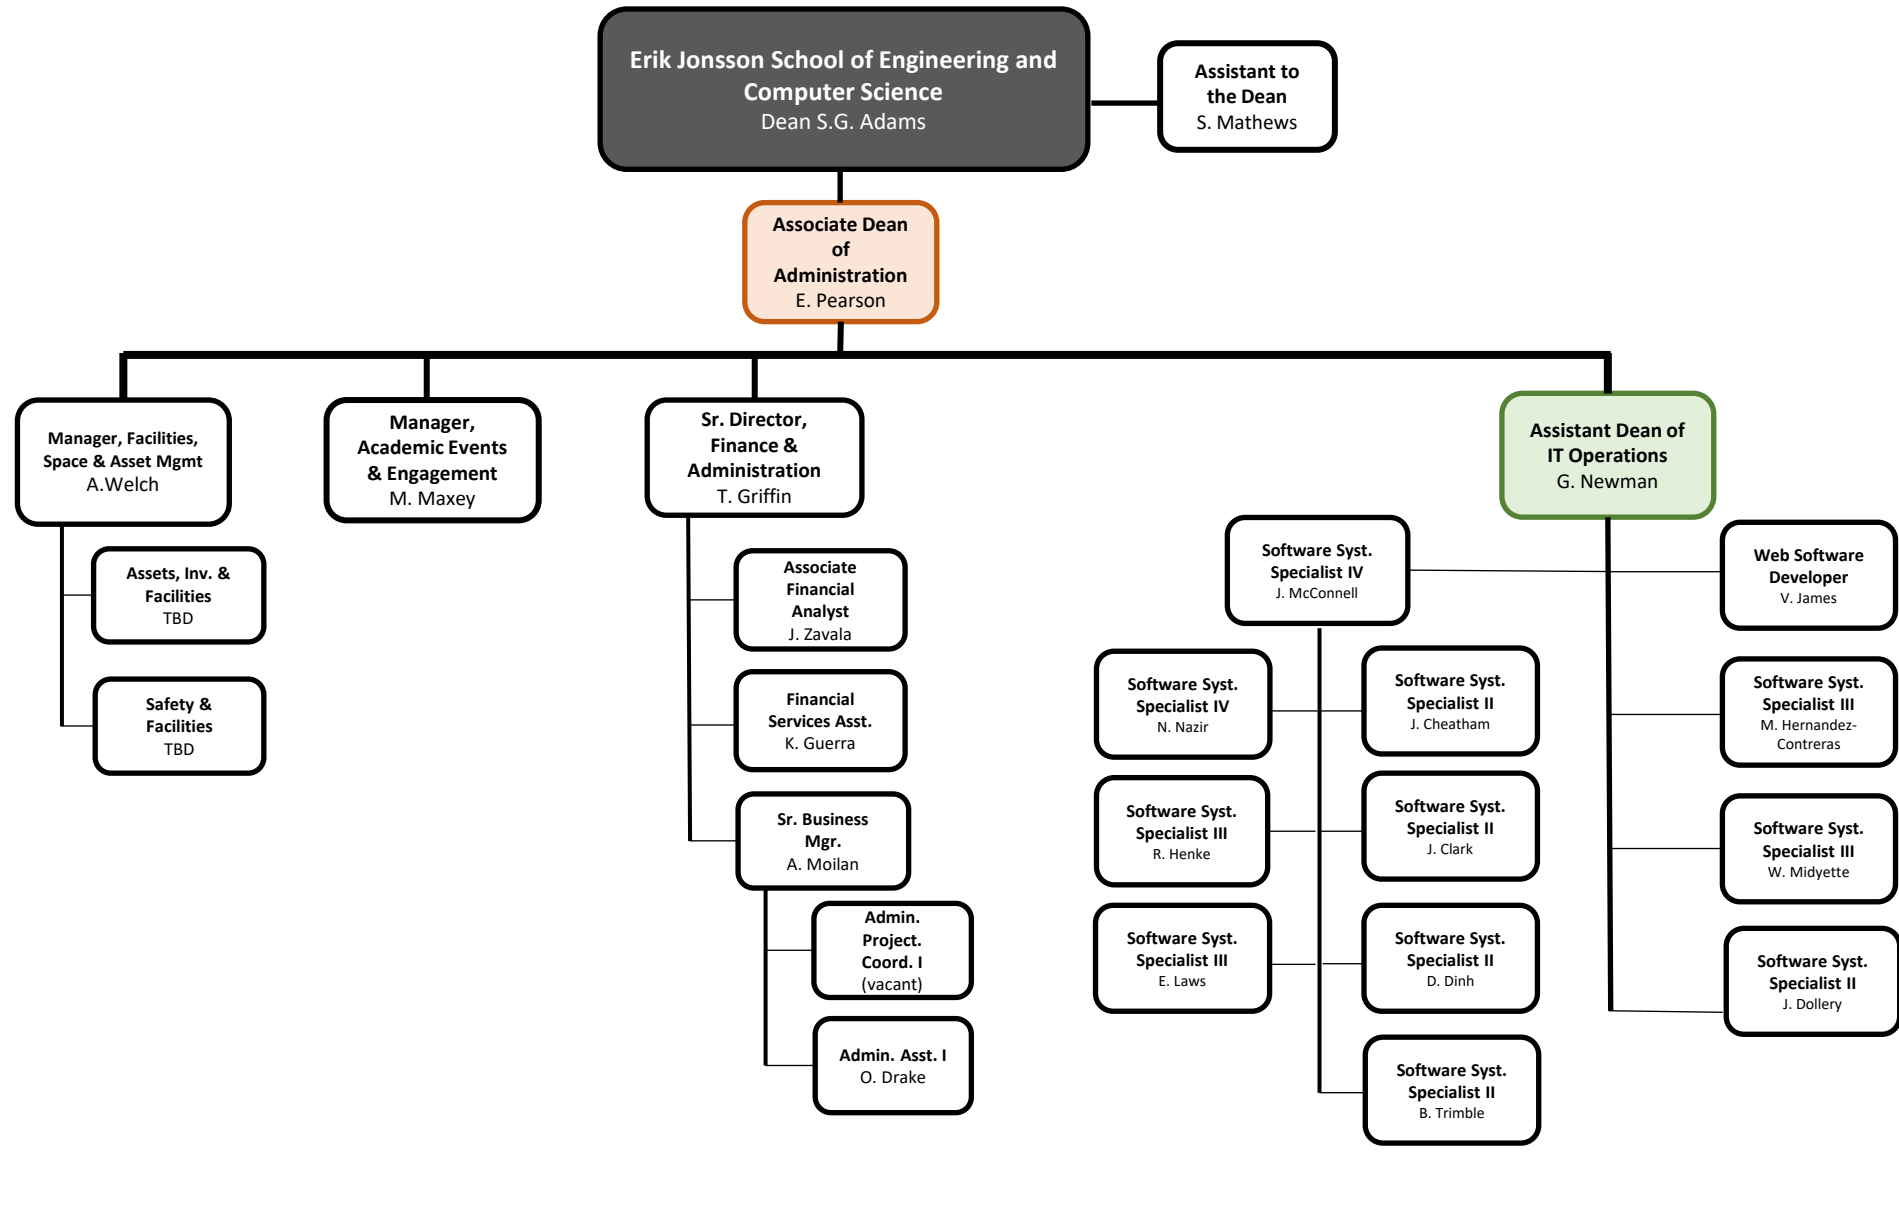 Erik Jonsson School of Engineering and
Computer Science
Dean S.G. Adams
Assistant to
the Dean
S. Mathews
Associate Dean
of
Administration
E. Pearson
Manager, Facilities,
Space & Asset Mgmt
A.Welch
Assets, Inv. &
Facilities
TBD
Safety &
Facilities
TBD
Manager,
Academic Events
& Engagement
M. Maxey
Sr. Director,
Finance &
Administration
T. Griffin
Associate
Financial
Analyst
J. Zavala
Financial
Services Asst.
K. Guerra
Sr. Business
Mgr.
A. Moilan
Admin.
Project.
Coord. I
(vacant)
Admin. Asst. I
O. Drake
Assistant Dean of
IT Operations
G. Newman
Software Syst.
Specialist IV
J. McConnell
Software Syst.
Specialist IV
N. Nazir
Software Syst.
Specialist II
J. Cheatham
Software Syst.
Specialist III
R. Henke
Software Syst.
Specialist II
J. Clark
Software Syst.
Specialist III
E. Laws
Software Syst.
Specialist II
D. Dinh
Software Syst.
Specialist II
B. Trimble
Web Software
Developer
V. James
Software Syst.
Specialist III
M. Hernandez-
Contreras
Software Syst.
Specialist III
W. Midyette
Software Syst.
Specialist II
J. Dollery